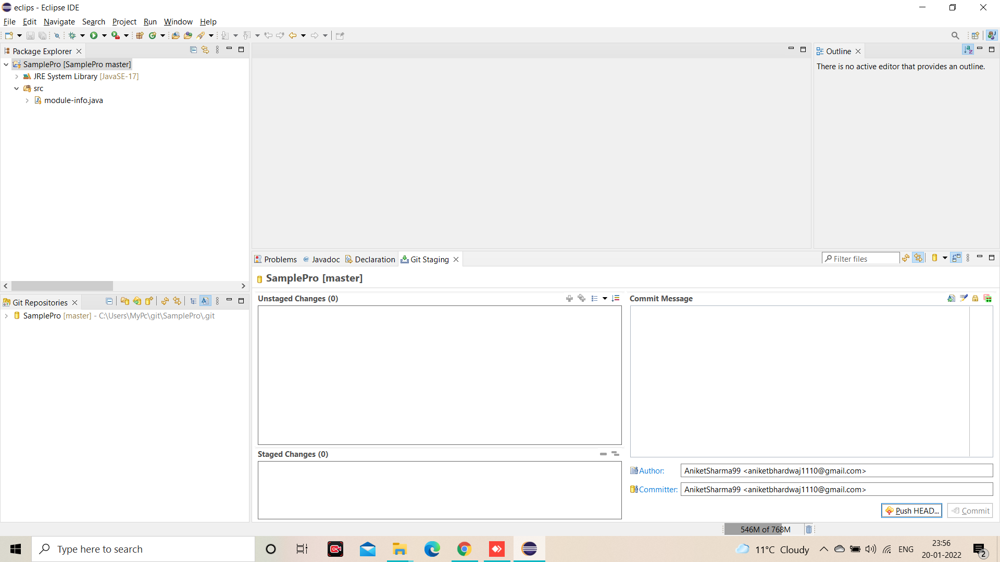 eclips - Eclipse IDE
File Edit Navigate Search Project Run Window Help
Package Explorer
SamplePro [SamplePro master]
JRE System Library [JavaSE-17]
src
module-info.java
Outline
There is no active editor that provides an outline.
Git Repositories
SamplePro [master] - C:\Users\MyPc\git\SamplePro\.git
Problems @ Javadoc Declaration Git Staging
Filter files
SamplePro [master]
Unstaged Changes (0)
Staged Changes (0)
Commit Message
Author: AniketSharma99 <aniketbhardwaj1110@gmail.com>
Committer: AniketSharma99 <aniketbhardwaj1110@gmail.com>
Push HEAD... Commit
546M of 768M
Type here to search
11°C Cloudy
ENG
23:56
20-01-2022
2